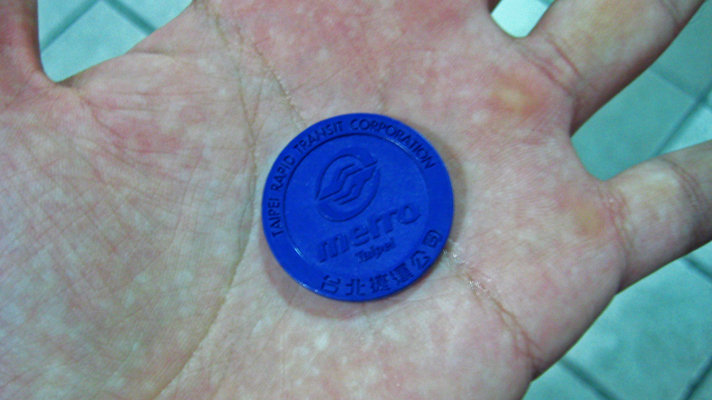 TAIPEI RAPID TRANSIT CORPORATION
metro
Taipei
台北捷運公司